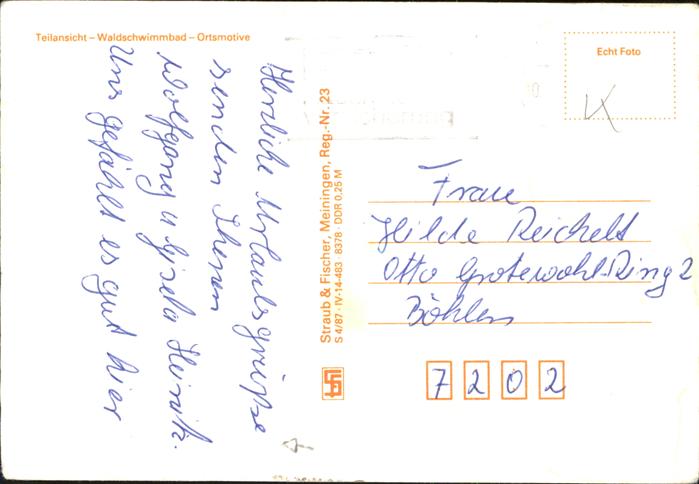 Teilansicht – Waldschwimmbad – Ortsmotive
Echt Foto
Herzliche Urlaubsgrüße
senden Ihnen
Wolfgang u. Gisela
Uns gefählt es gut hier
Straub & Fischer, Meiningen, Reg.-Nr. 23
S 4/87 · IV-14-483 8378 · DDR 0,25 M
Frau
Hilde Reichelt
Otto Grotewohl-Ring 2
Böhlen
7202